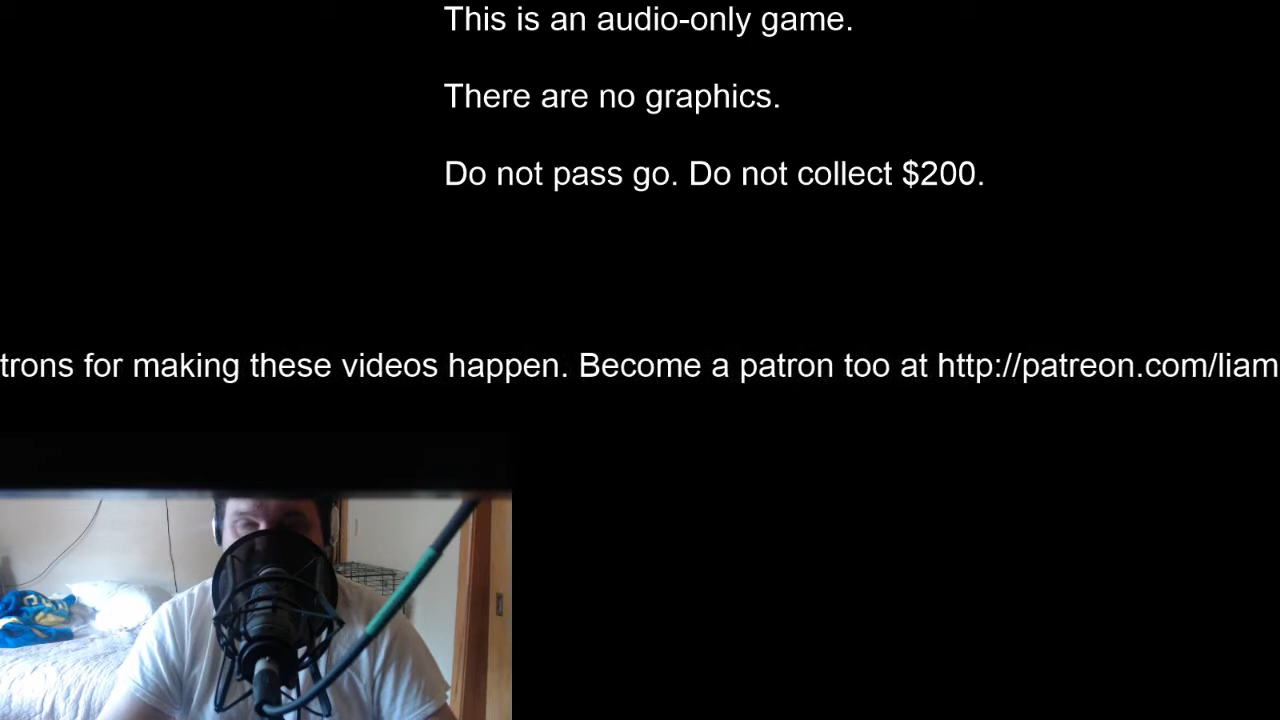 This is an audio-only game.
There are no graphics.
Do not pass go. Do not collect $200.
trons for making these videos happen. Become a patron too at http://patreon.com/liam